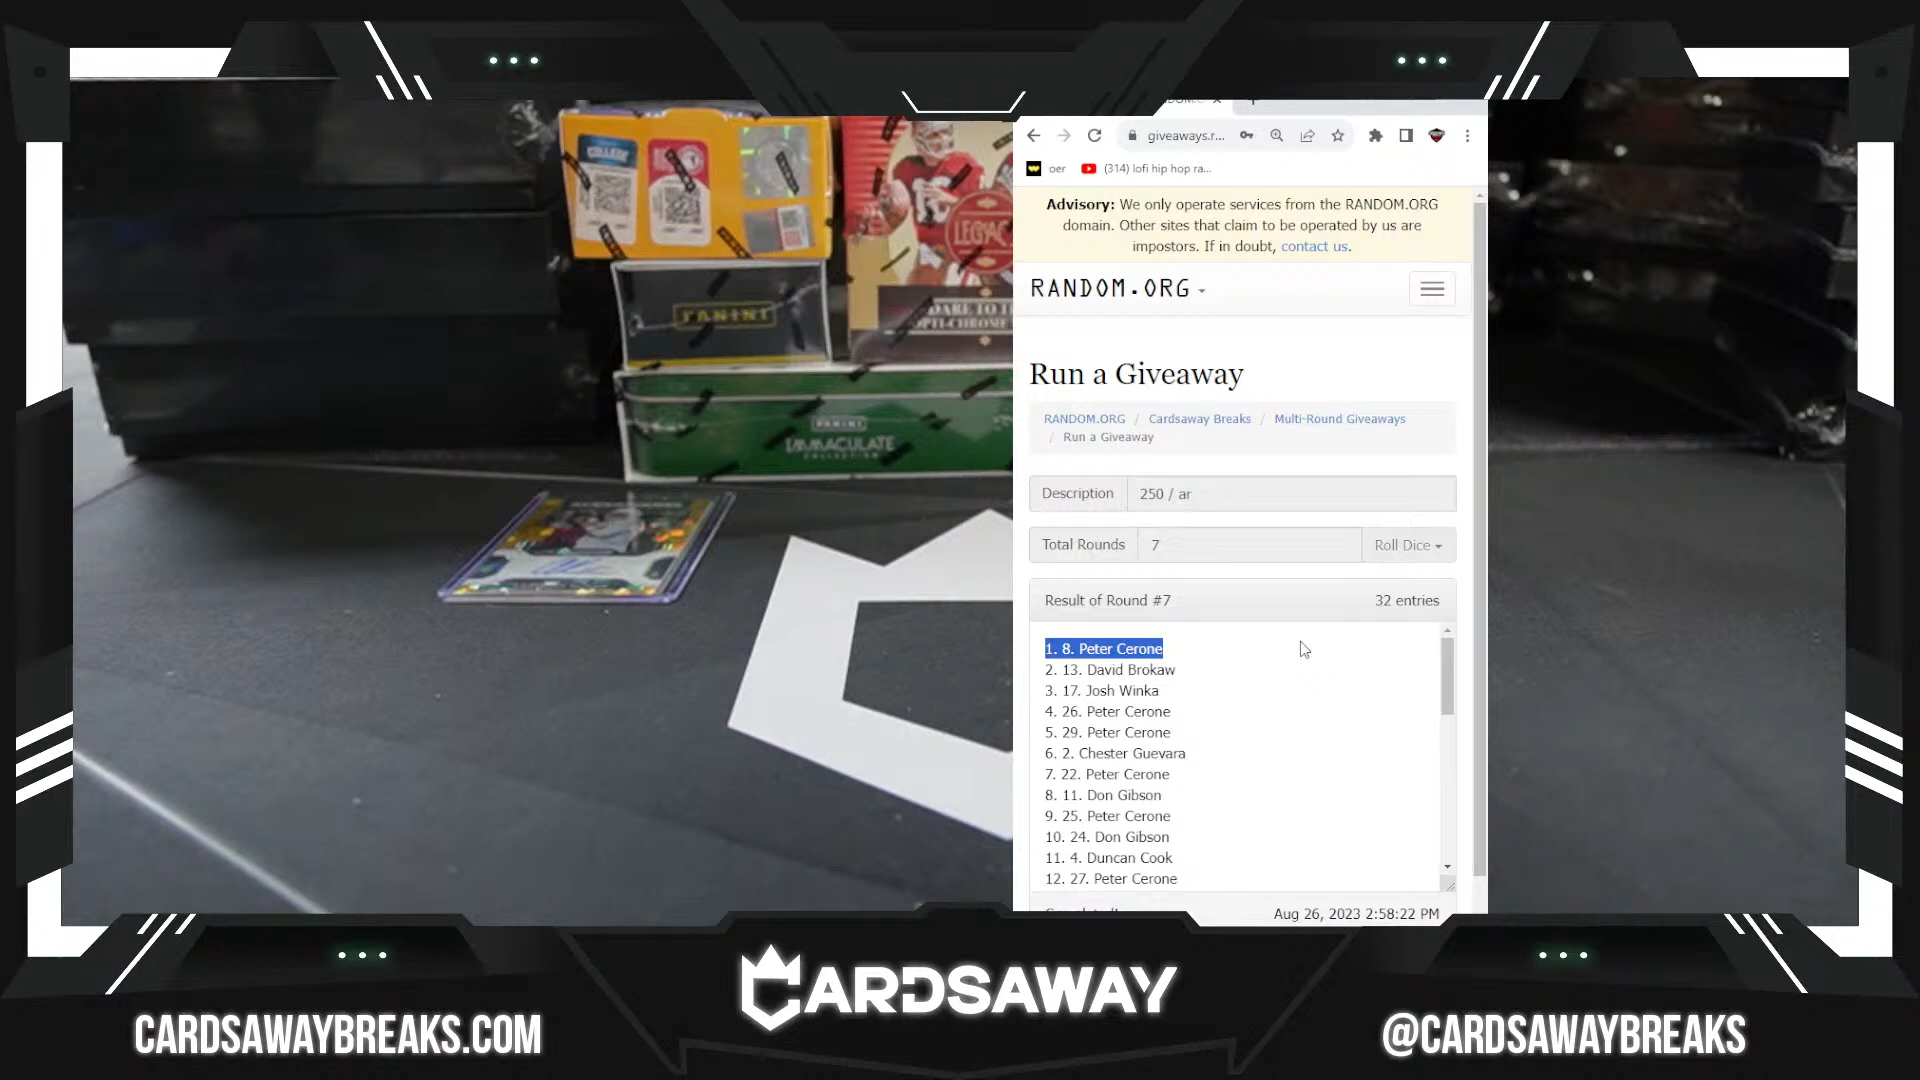 COLLEGE
PANINI
LEGAC
PANINI
IMMACULATE
COLLECTION
giveaways.r...
oer
(314) lofi hip hop ra...
Advisory: We only operate services from the RANDOM.ORG
domain. Other sites that claim to be operated by us are
impostors. If in doubt, contact us.
RANDOM.ORG
Run a Giveaway
RANDOM.ORG / Cardsaway Breaks / Multi-Round Giveaways
/ Run a Giveaway
Description 250 / ar
Total Rounds 7 Roll Dice
Result of Round #7 32 entries
1. 8. Peter Cerone
2. 13. David Brokaw
3. 17. Josh Winka
4. 26. Peter Cerone
5. 29. Peter Cerone
6. 2. Chester Guevara
7. 22. Peter Cerone
8. 11. Don Gibson
9. 25. Peter Cerone
10. 24. Don Gibson
11. 4. Duncan Cook
12. 27. Peter Cerone
Aug 26, 2023 2:58:22 PM
CARDSAWAY
CARDSAWAYBREAKS.COM
@CARDSAWAYBREAKS